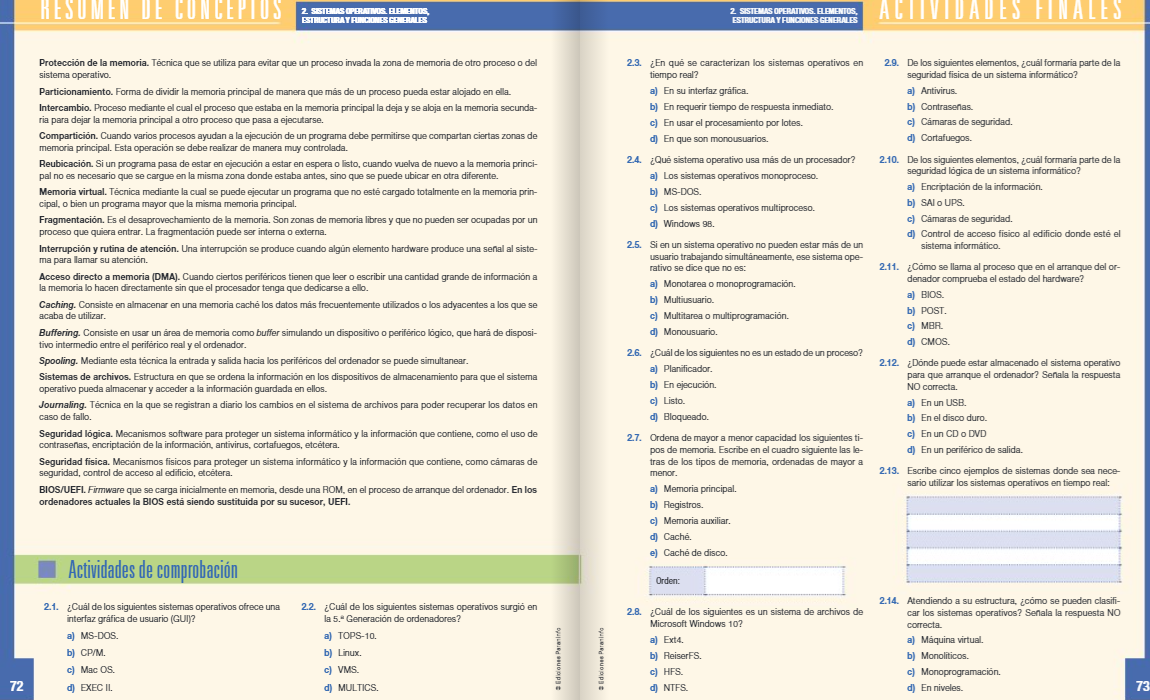 RESUMEN DE CONCEPTOS
2. SISTEMAS OPERATIVOS. ELEMENTOS,
ESTRUCTURA Y FUNCIONES GENERALES
Protección de la memoria. Técnica que se utiliza para evitar que un proceso invada la zona de memoria de otro proceso o del
sistema operativo.
Particionamiento. Forma de dividir la memoria principal de manera que más de un proceso pueda estar alojado en ella.
Intercambio. Proceso mediante el cual el proceso que estaba en la memoria principal la deja y se aloja en la memoria secunda-
ria para dejar la memoria principal a otro proceso que pasa a ejecutarse.
Compartición. Cuando varios procesos ayudan a la ejecución de un programa debe permitirse que compartan ciertas zonas de
memoria principal. Esta operación se debe realizar de manera muy controlada.
Reubicación. Si un programa pasa de estar en ejecución a estar en espera o listo, cuando vuelva de nuevo a la memoria princi-
pal no es necesario que se cargue en la misma zona donde estaba antes, sino que se puede ubicar en otra diferente.
Memoria virtual. Técnica mediante la cual se puede ejecutar un programa que no esté cargado totalmente en la memoria prin-
cipal, o bien un programa mayor que la misma memoria principal.
Fragmentación. Es el desaprovechamiento de la memoria. Son zonas de memoria libres y que no pueden ser ocupadas por un
proceso que quiera entrar. La fragmentación puede ser interna o externa.
Interrupción y rutina de atención. Una interrupción se produce cuando algún elemento hardware produce una señal al siste-
ma para llamar su atención.
Acceso directo a memoria (DMA). Cuando ciertos periféricos tienen que leer o escribir una cantidad grande de información a
la memoria lo hacen directamente sin que el procesador tenga que dedicarse a ello.
Caching. Consiste en almacenar en una memoria caché los datos más frecuentemente utilizados o los adyacentes a los que se
acaba de utilizar.
Buffering. Consiste en usar un área de memoria como buffer simulando un dispositivo o periférico lógico, que hará de disposi-
tivo intermedio entre el periférico real y el ordenador.
Spooling. Mediante esta técnica la entrada y salida hacia los periféricos del ordenador se puede simultanear.
Sistemas de archivos. Estructura en que se ordena la información en los dispositivos de almacenamiento para que el sistema
operativo pueda almacenar y acceder a la información guardada en ellos.
Journaling. Técnica en la que se registran a diario los cambios en el sistema de archivos para poder recuperar los datos en
caso de fallo.
Seguridad lógica. Mecanismos software para proteger un sistema informático y la información que contiene, como el uso de
contraseñas, encriptación de la información, antivirus, cortafuegos, etcétera.
Seguridad física. Mecanismos físicos para proteger un sistema informático y la información que contiene, como cámaras de
seguridad, control de acceso al edificio, etcétera.
BIOS/UEFI. Firmware que se carga inicialmente en memoria, desde una ROM, en el proceso de arranque del ordenador. En los
ordenadores actuales la BIOS está siendo sustituida por su sucesor, UEFI.
Actividades de comprobación
2.1. ¿Cuál de los siguientes sistemas operativos ofrece una
interfaz gráfica de usuario (GUI)?
a) MS-DOS.
b) CP/M.
c) Mac OS.
d) EXEC II.
2.2. ¿Cuál de los siguientes sistemas operativos surgió en
la 5.ª Generación de ordenadores?
a) TOPS-10.
b) Linux.
c) VMS.
d) MULTICS.
© Ediciones Paraninfo
72
2. SISTEMAS OPERATIVOS. ELEMENTOS,
ESTRUCTURA Y FUNCIONES GENERALES
ACTIVIDADES FINALES
2.3. ¿En qué se caracterizan los sistemas operativos en
tiempo real?
a) En su interfaz gráfica.
b) En requerir tiempo de respuesta inmediato.
c) En usar el procesamiento por lotes.
d) En que son monousuarios.
2.4. ¿Qué sistema operativo usa más de un procesador?
a) Los sistemas operativos monoproceso.
b) MS-DOS.
c) Los sistemas operativos multiproceso.
d) Windows 98.
2.5. Si en un sistema operativo no pueden estar más de un
usuario trabajando simultáneamente, ese sistema ope-
rativo se dice que no es:
a) Monotarea o monoprogramación.
b) Multiusuario.
c) Multitarea o multiprogramación.
d) Monousuario.
2.6. ¿Cuál de los siguientes no es un estado de un proceso?
a) Planificador.
b) En ejecución.
c) Listo.
d) Bloqueado.
2.7. Ordena de mayor a menor capacidad los siguientes ti-
pos de memoria. Escribe en el cuadro siguiente las le-
tras de los tipos de memoria, ordenadas de mayor a
menor.
a) Memoria principal.
b) Registros.
c) Memoria auxiliar.
d) Caché.
e) Caché de disco.
Orden:
2.8. ¿Cuál de los siguientes es un sistema de archivos de
Microsoft Windows 10?
a) Ext4.
b) ReiserFS.
c) HFS.
d) NTFS.
© Ediciones Paraninfo
2.9. De los siguientes elementos, ¿cuál formaría parte de la
seguridad física de un sistema informático?
a) Antivirus.
b) Contraseñas.
c) Cámaras de seguridad.
d) Cortafuegos.
2.10. De los siguientes elementos, ¿cuál formaría parte de la
seguridad lógica de un sistema informático?
a) Encriptación de la información.
b) SAI o UPS.
c) Cámaras de seguridad.
d) Control de acceso físico al edificio donde esté el
sistema informático.
2.11. ¿Cómo se llama al proceso que en el arranque del or-
denador comprueba el estado del hardware?
a) BIOS.
b) POST.
c) MBR.
d) CMOS.
2.12. ¿Dónde puede estar almacenado el sistema operativo
para que arranque el ordenador? Señala la respuesta
NO correcta.
a) En un USB.
b) En el disco duro.
c) En un CD o DVD
d) En un periférico de salida.
2.13. Escribe cinco ejemplos de sistemas donde sea nece-
sario utilizar los sistemas operativos en tiempo real:
2.14. Atendiendo a su estructura, ¿cómo se pueden clasifi-
car los sistemas operativos? Señala la respuesta NO
correcta.
a) Máquina virtual.
b) Monolíticos.
c) Monoprogramación.
d) En niveles.
73